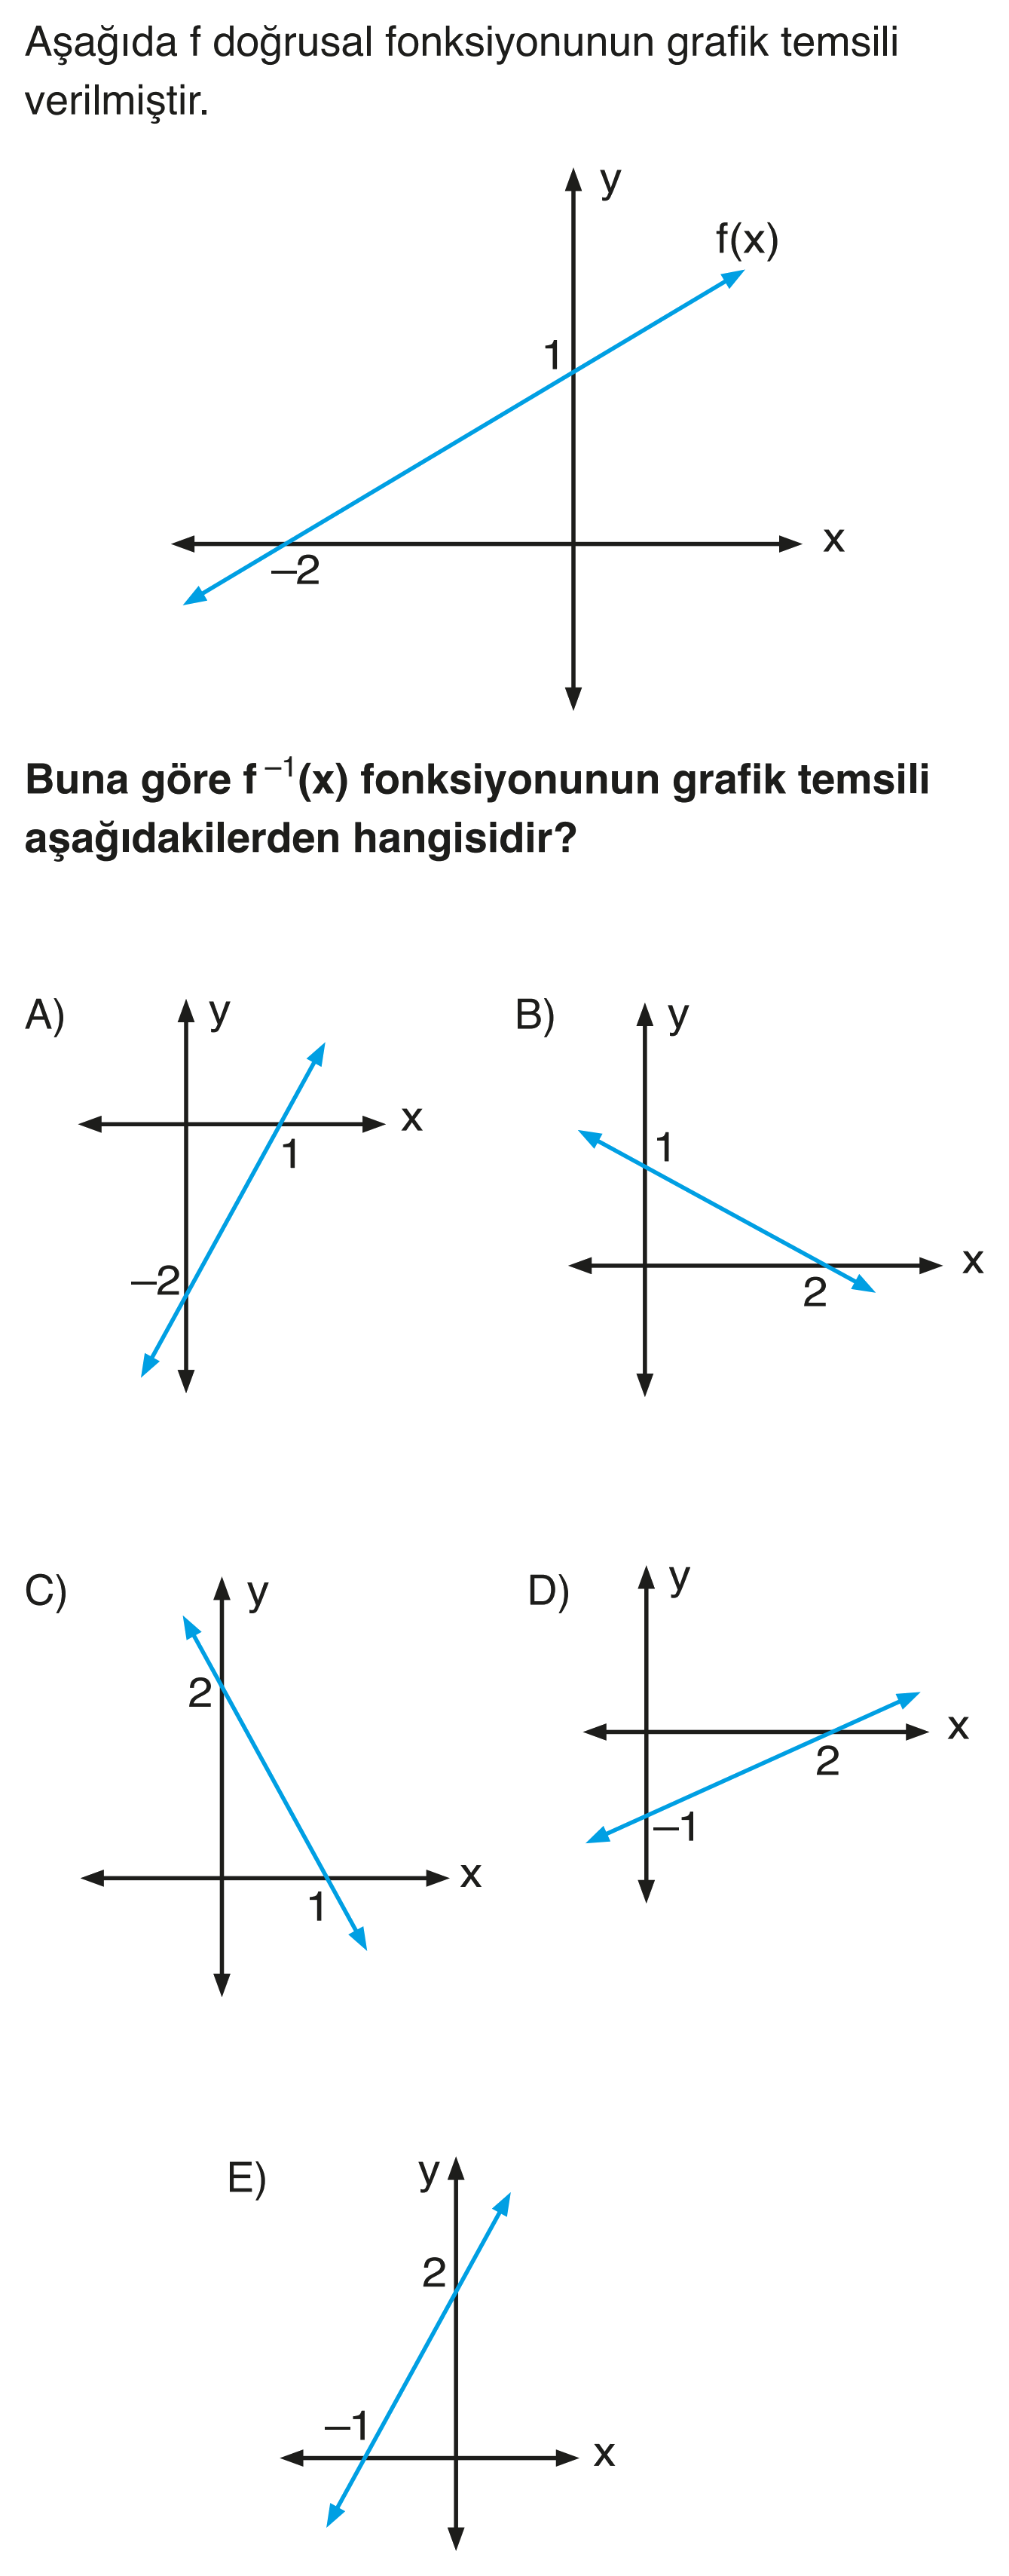 Aşağıda f doğrusal fonksiyonunun grafik temsili
verilmiştir.
y
f(x)
1
x
–2
Buna göre f –1(x) fonksiyonunun grafik temsili
aşağıdakilerden hangisidir?
A)
y
x
1
–2
B)
y
1
x
2
C)
y
2
x
1
D)
y
x
2
–1
E)
y
2
–1
x